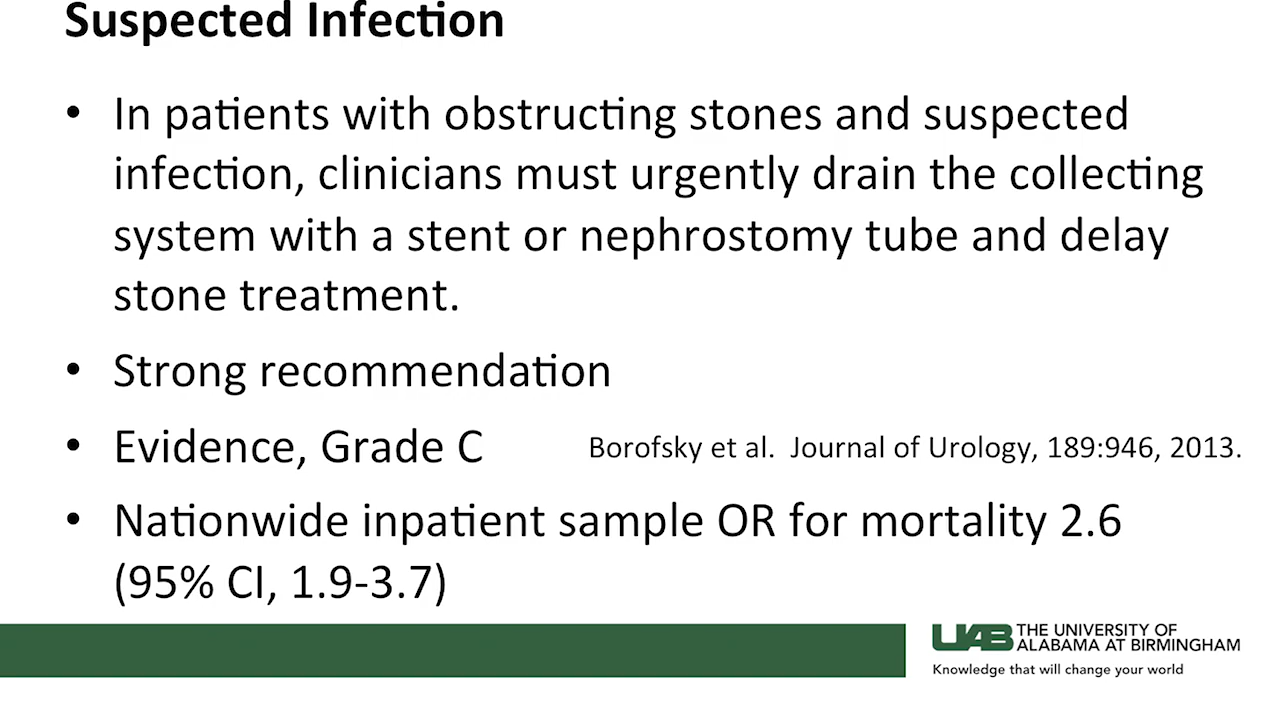 Suspected Infection
• In patients with obstructing stones and suspected
infection, clinicians must urgently drain the collecting
system with a stent or nephrostomy tube and delay
stone treatment.
• Strong recommendation
• Evidence, Grade C
Borofsky et al. Journal of Urology, 189:946, 2013.
• Nationwide inpatient sample OR for mortality 2.6
(95% CI, 1.9-3.7)
UAB THE UNIVERSITY OF
ALABAMA AT BIRMINGHAM
Knowledge that will change your world